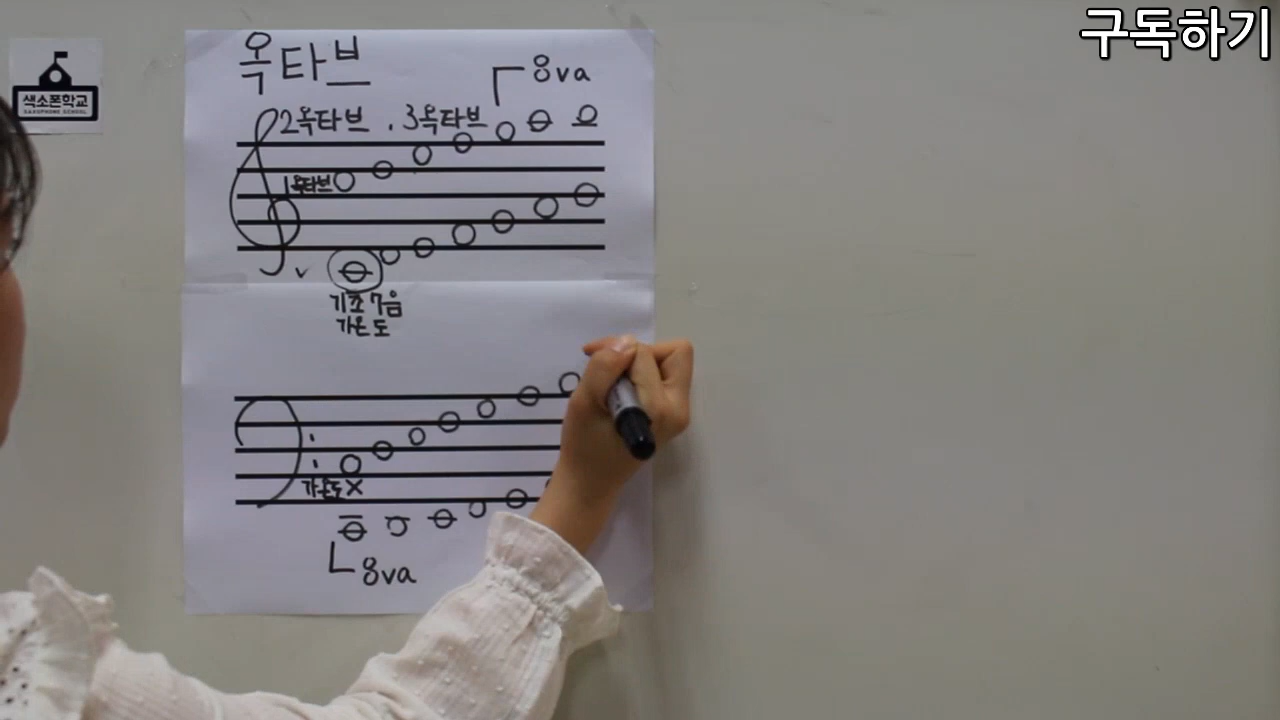 구독하기
색소폰학교
SAXOPHONE SCHOOL
옥타브
8va
2옥타브 . 3옥타브
1옥타브
기초 7음
가온 도
가온도 X
8va